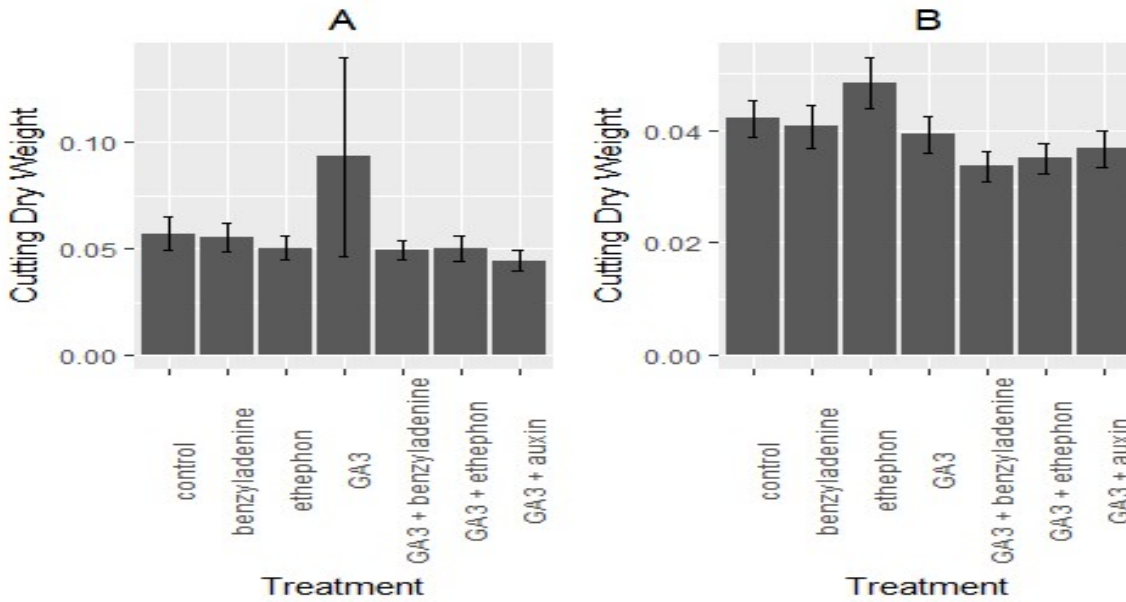 A
Cutting Dry Weight
0.10
0.05
0.00
control
benzyladenine
ethephon
GA3
GA3 + benzyladenine
GA3 + ethephon
GA3 + auxin
Treatment
B
Cutting Dry Weight
0.04
0.02
0.00
control
benzyladenine
ethephon
GA3
GA3 + benzyladenine
GA3 + ethephon
GA3 + auxin
Treatment